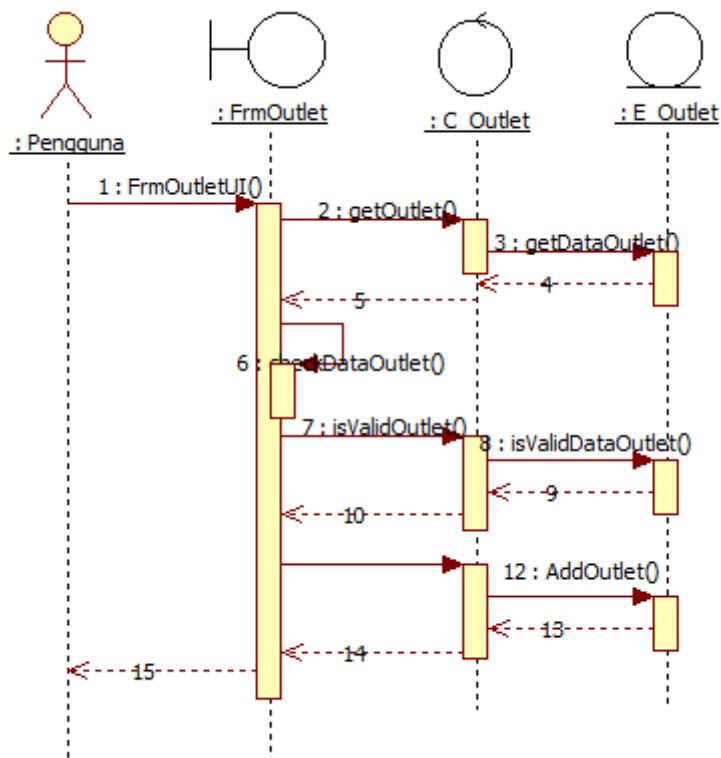 : Pengguna
: FrmOutlet
: C_Outlet
: E_Outlet
1 : FrmOutletUI()
2 : getOutlet()
3 : getDataOutlet()
4
5
6 : checkDataOutlet()
7 : isValidOutlet()
8 : isValidDataOutlet()
9
10
12 : AddOutlet()
13
14
15